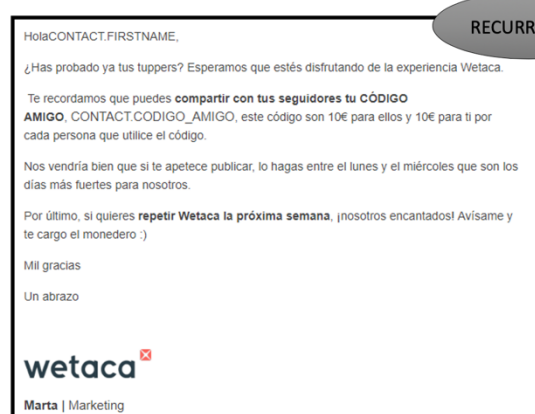 RECURR
HolaCONTACT.FIRSTNAME,
¿Has probado ya tus tuppers? Esperamos que estés disfrutando de la experiencia Wetaca.
Te recordamos que puedes compartir con tus seguidores tu CÓDIGO
AMIGO, CONTACT.CODIGO_AMIGO, este código son 10€ para ellos y 10€ para ti por
cada persona que utilice el código.
Nos vendría bien que si te apetece publicar, lo hagas entre el lunes y el miércoles que son los
días más fuertes para nosotros.
Por último, si quieres repetir Wetaca la próxima semana, ¡nosotros encantados! Avísame y
te cargo el monedero :)
Mil gracias
Un abrazo
wetaca
Marta | Marketing